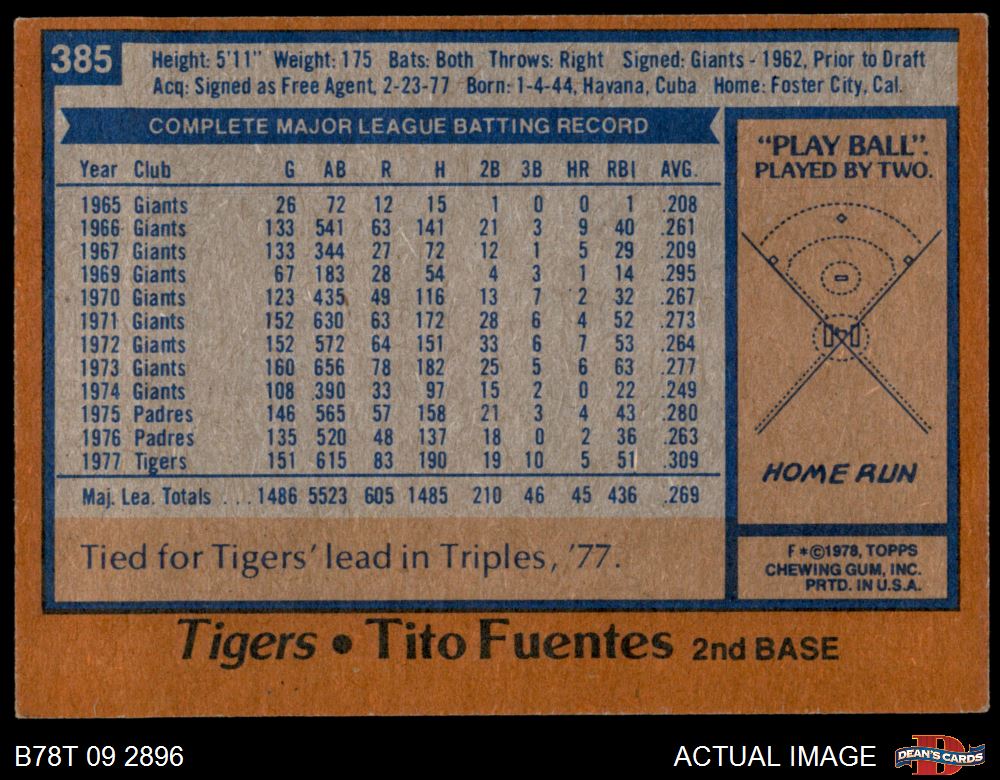 385
Height: 5'11" Weight: 175 Bats: Both Throws: Right Signed: Giants - 1962, Prior to Draft
Acq: Signed as Free Agent, 2-23-77 Born: 1-4-44, Havana, Cuba Home: Foster City, Cal.
COMPLETE MAJOR LEAGUE BATTING RECORD
Year Club G AB R H 2B 3B HR RBI AVG.
1965 Giants 26 72 12 15 1 0 0 1 .208
1966 Giants 133 541 63 141 21 3 9 40 .261
1967 Giants 133 344 27 72 12 1 5 29 .209
1969 Giants 67 183 28 54 4 3 1 14 .295
1970 Giants 123 435 49 116 13 7 2 32 .267
1971 Giants 152 630 63 172 28 6 4 52 .273
1972 Giants 152 572 64 151 33 6 7 53 .264
1973 Giants 160 656 78 182 25 5 6 63 .277
1974 Giants 108 390 33 97 15 2 0 22 .249
1975 Padres 146 565 57 158 21 3 4 43 .280
1976 Padres 135 520 48 137 18 0 2 36 .263
1977 Tigers 151 615 83 190 19 10 5 51 .309
Maj. Lea. Totals ... 1486 5523 605 1485 210 46 45 436 .269
Tied for Tigers' lead in Triples, '77.
"PLAY BALL".
PLAYED BY TWO.
HOME RUN
F*©1978, TOPPS
CHEWING GUM, INC.
PRTD. IN U.S.A.
Tigers • Tito Fuentes 2nd BASE
B78T 09 2896
ACTUAL IMAGE
D
DEAN'S CARDS